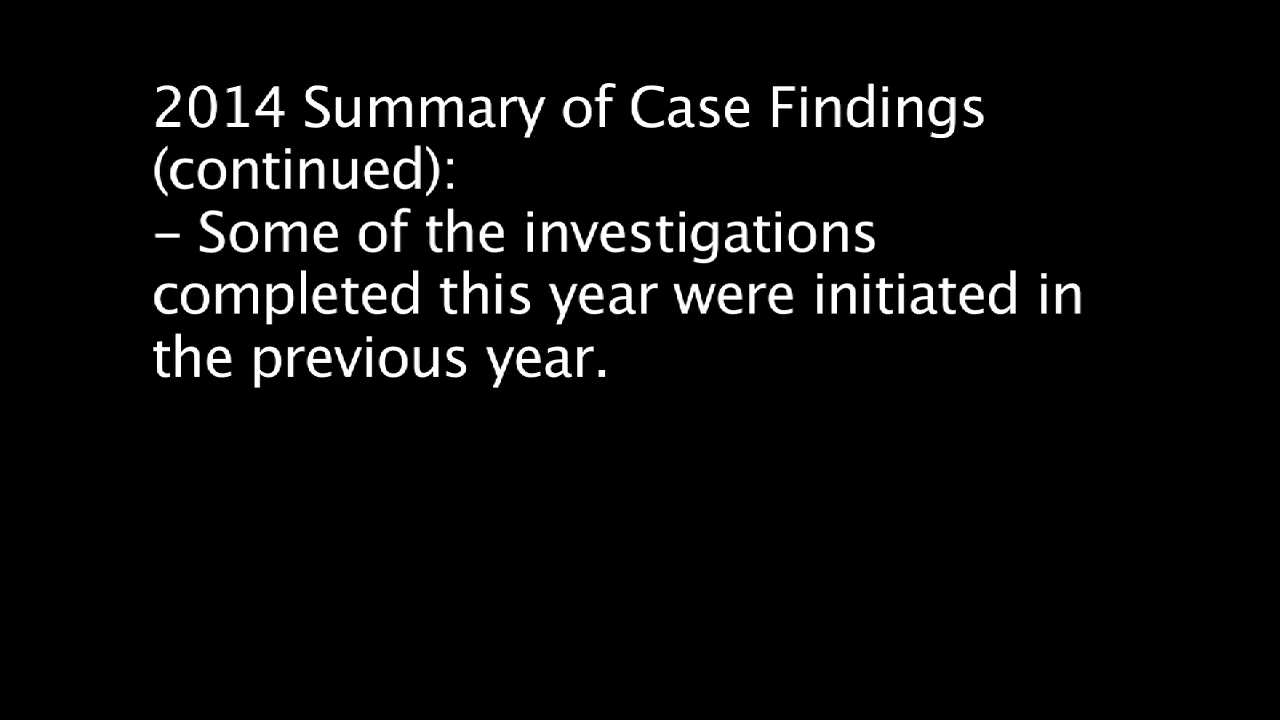 2014 Summary of Case Findings
(continued):
– Some of the investigations
completed this year were initiated in
the previous year.